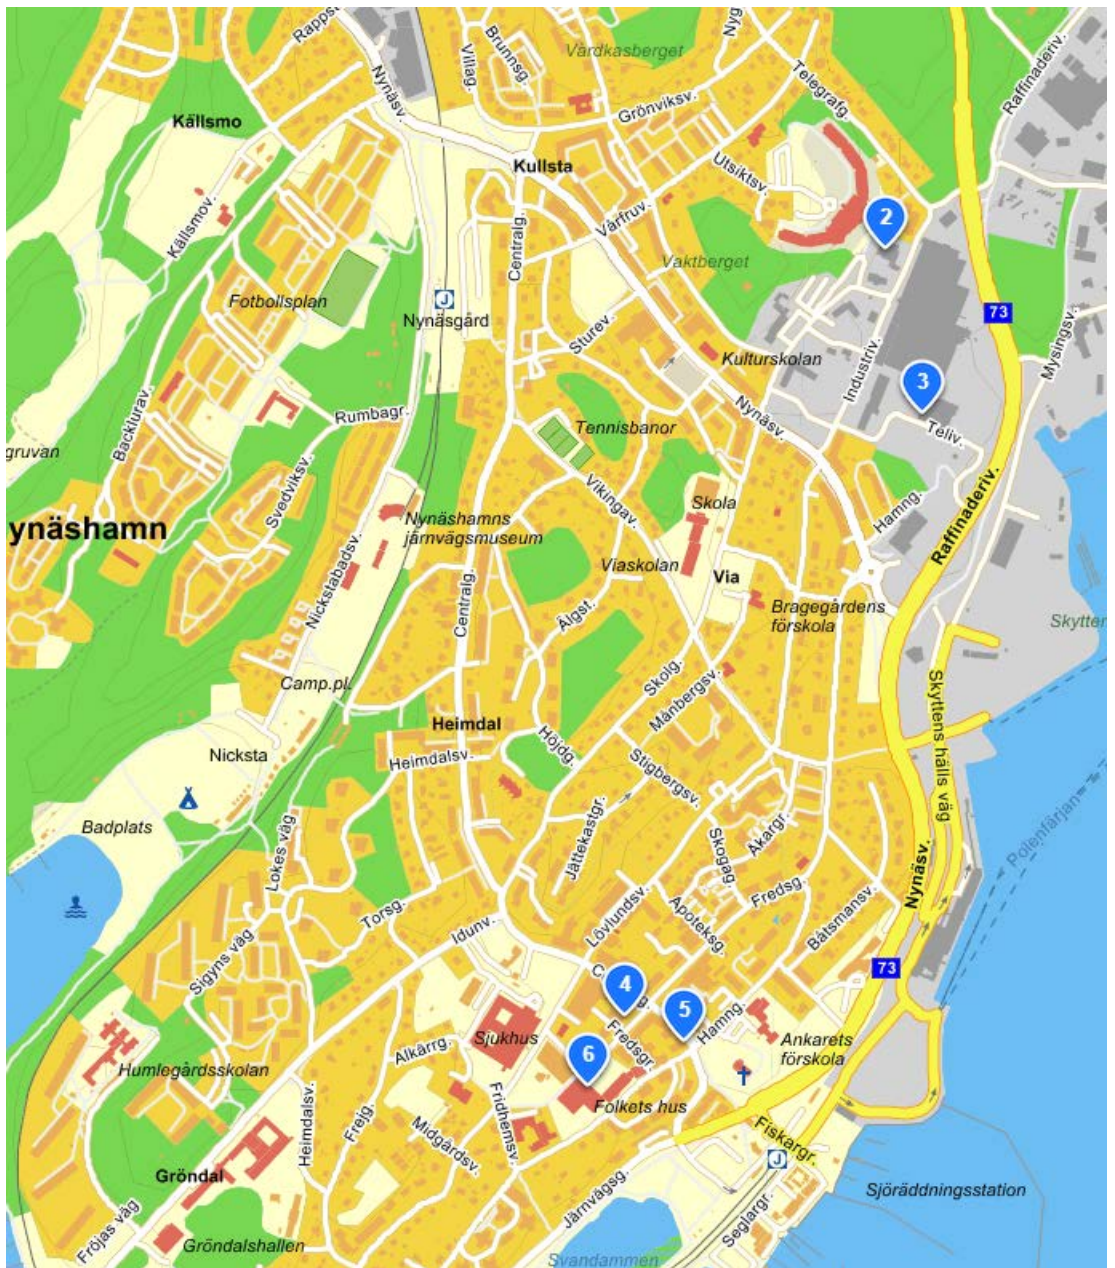 Rappsv
Nynäsv.
Villag.
Brunnsg.
Vårdkasberget
Nyg
Telegrafg.
Raffinaderiv.
Grönviksv.
Källsmo
Kullsta
Utsiktsv.
Källsmov.
Centralg.
Vårfruv.
2
Vaktberget
Fotbollsplan
J
Nynäsgård
73
Sturev.
Kulturskolan
Industriv.
Mysingsv.
3
Nynäsv.
Teliv.
Rumbagr.
Backlurav.
Tennisbanor
gruvan
Svedviksv.
Vikingav.
Skola
Hamng.
Raffinaderiv.
ynäshamn
Nynäshamns
järnvägsmuseum
Nickstabadsv.
Viaskolan
Via
Centralg.
Älgst.
Bragegårdens
förskola
Skytten
Camp.pl.
Skolg.
Månbergsv.
Skyttens hälls väg
Heimdal
Höjdg.
Nicksta
Heimdalsv.
Stigbergsv.
Polenfärjan
Badplats
Lokes väg
Jättekastgr.
Skogag.
Åkargr.
Nynäsv.
Fredsg.
Apoteksg.
Torsg.
Idunv.
Lövlundsv.
Båtsmansv.
Sigyns väg
73
C
4
g.
5
Hamng.
Sjukhus
Fredsgr.
Ankarets
förskola
Alkärrg.
6
Humlegårdsskolan
Folkets hus
Heimdalsv.
Frejg.
Fridhemsv.
Midgårdsv.
Fiskargr.
Gröndal
J
Järnvägsg.
Sjöräddningsstation
Fröjas väg
Gröndalshallen
Seglargr.
Svandammen